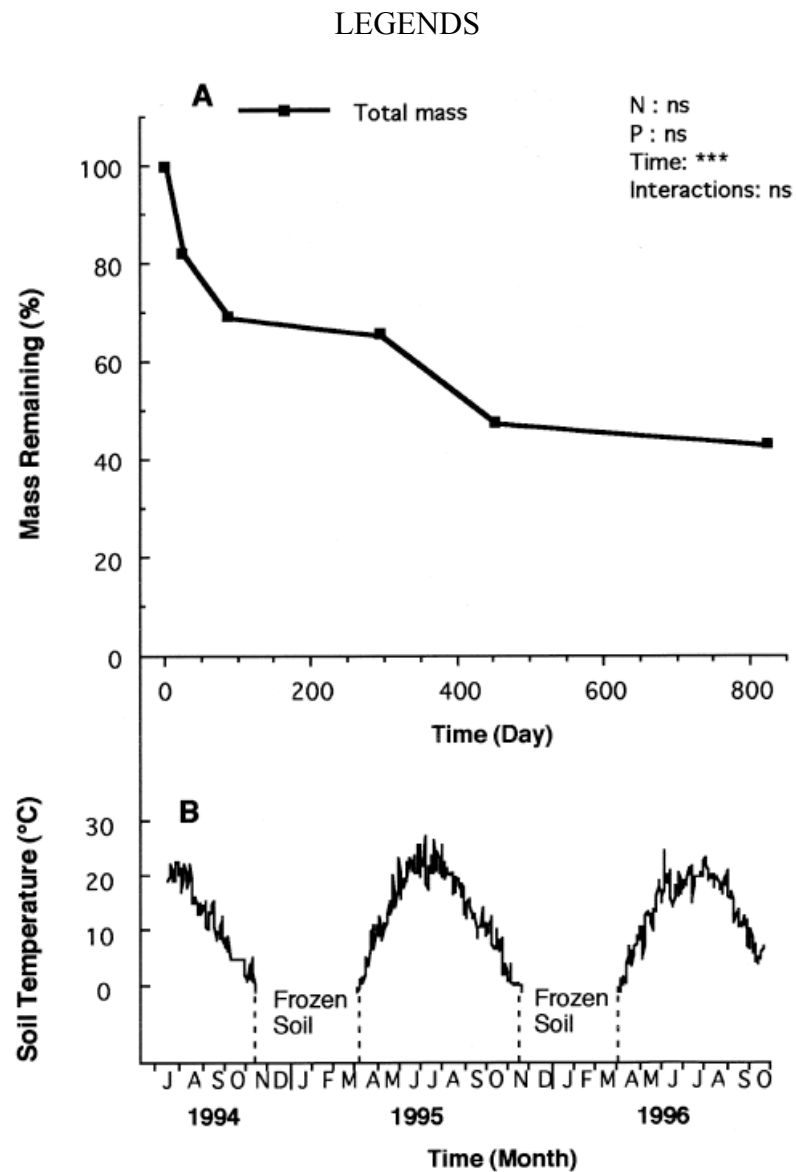 LEGENDS
A
Total mass
N : ns
P : ns
Time: ***
Interactions: ns
Mass Remaining (%)
100
80
60
40
20
0
0 200 400 600 800
Time (Day)
B
Soil Temperature (°C)
30
20
10
0
Frozen
Soil
Frozen
Soil
J A S O N D J F M A M J J A S O N D J F M A M J J A S O
1994 1995 1996
Time (Month)